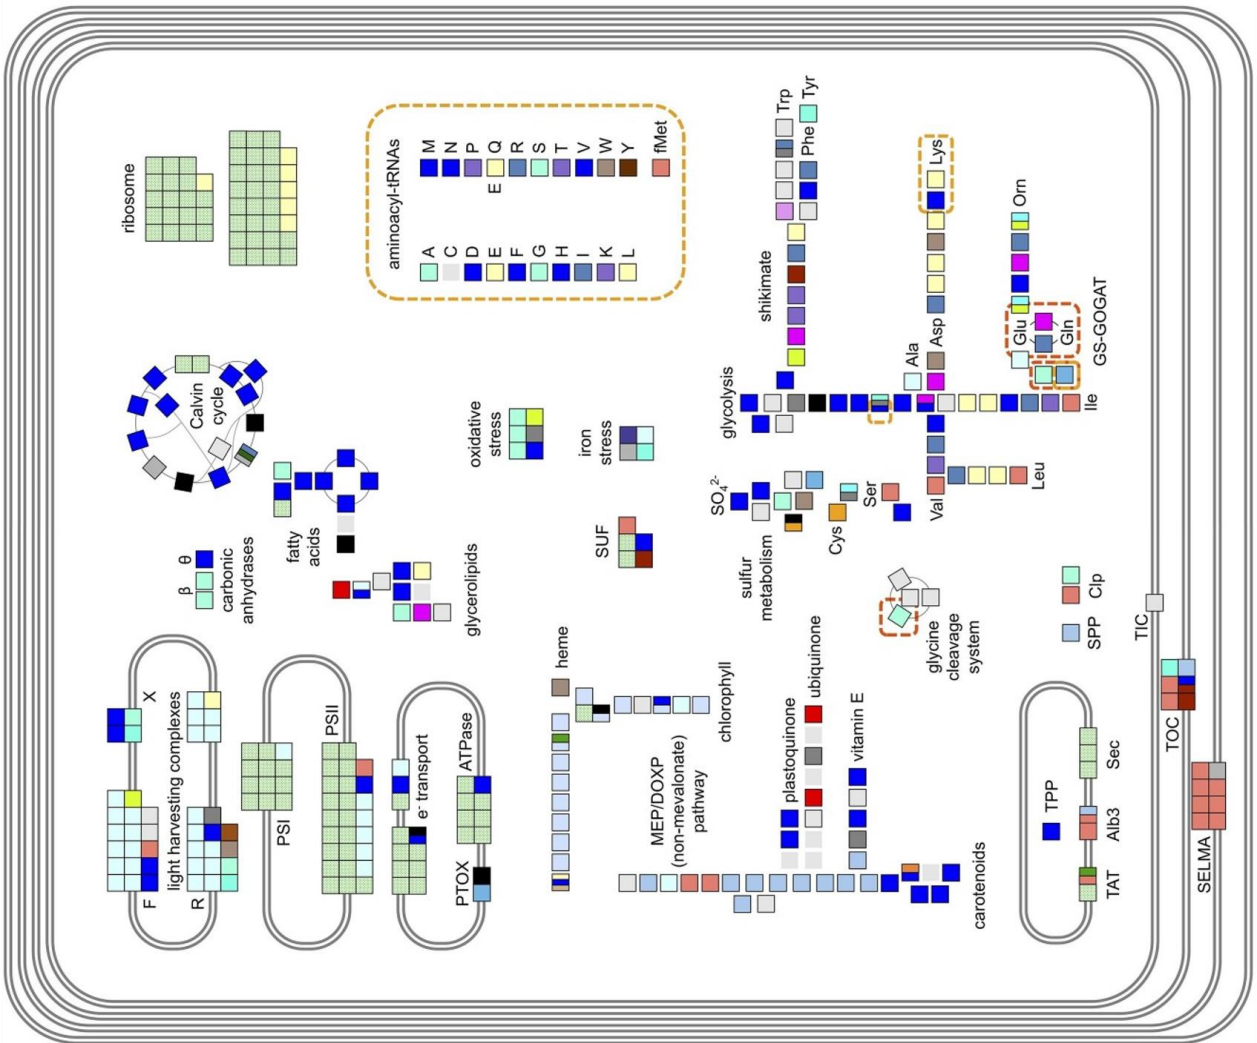 ribosome
aminoacyl-tRNAs
A
C
D
E
F
G
H
I
K
L
M
N
P
E Q
R
S
T
V
W
Y
fMet
Calvin
cycle
β θ
carbonic
anhydrases
fatty
acids
glycerolipids
oxidative
stress
iron
stress
SUF
shikimate
Trp
Phe
Tyr
glycolysis
Ala
Asp
Lys
Orn
Glu
Gln
GS-GOGAT
Ile
Leu
Val
Ser
Cys
SO₄²⁻
sulfur
metabolism
glycine
cleavage
system
SPP
Clp
TIC
TOC
SELMA
X
light harvesting complexes
F
R
PSI
PSII
e⁻ transport
ATPase
PTOX
heme
chlorophyll
MEP/DOXP
(non-mevalonate)
pathway
plastoquinone
ubiquinone
vitamin E
carotenoids
TPP
TAT
Alb3
Sec